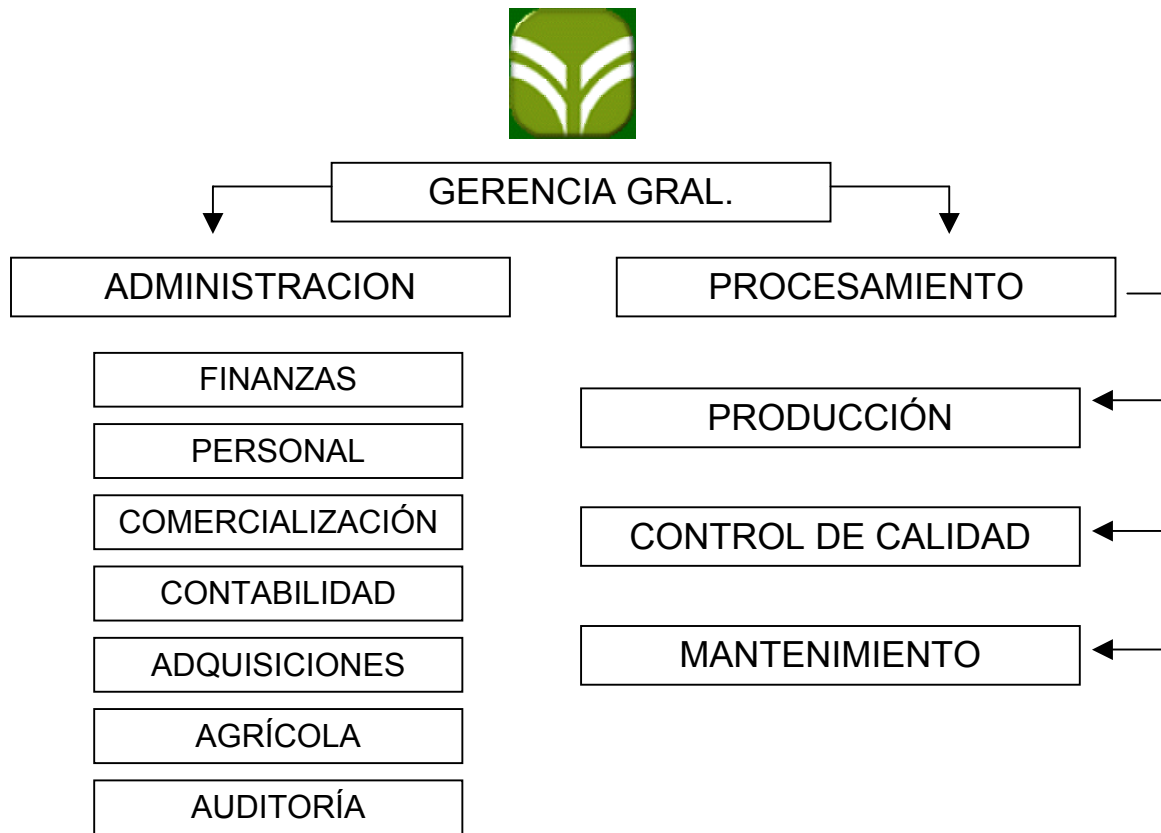 GERENCIA GRAL.
ADMINISTRACION
PROCESAMIENTO
FINANZAS
PERSONAL
COMERCIALIZACIÓN
CONTABILIDAD
ADQUISICIONES
AGRÍCOLA
AUDITORÍA
PRODUCCIÓN
CONTROL DE CALIDAD
MANTENIMIENTO